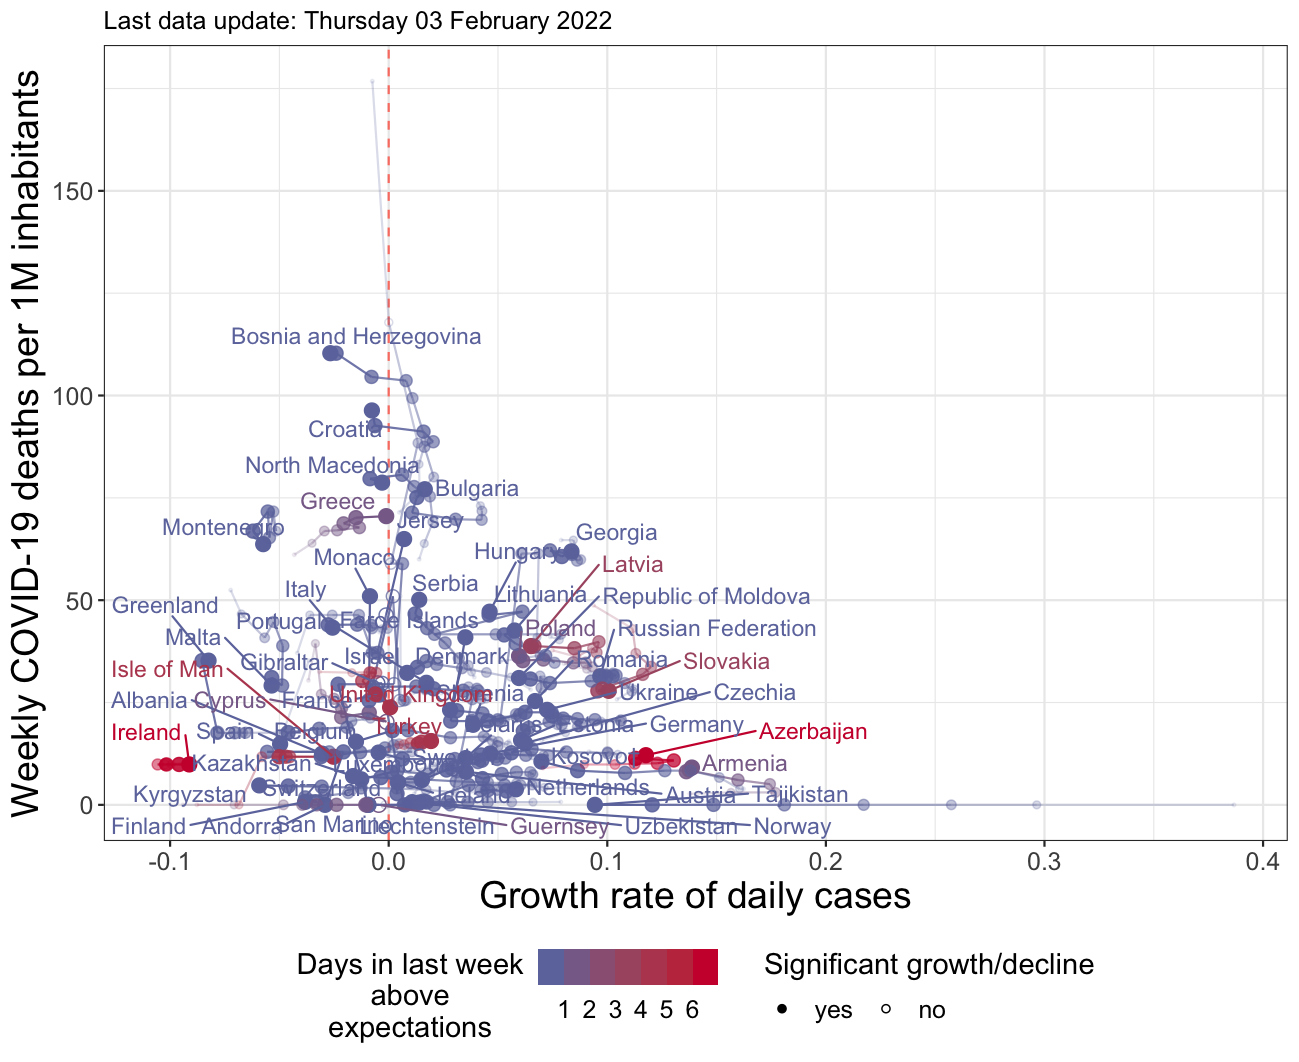 Last data update: Thursday 03 February 2022
Weekly COVID-19 deaths per 1M inhabitants
150
100
50
0
Bosnia and Herzegovina
Croatia
North Macedonia
Bulgaria
Greece
Jersey
Montenegro
Georgia
Hungary
Monaco
Latvia
Serbia
Italy
Lithuania
Republic of Moldova
Greenland
Portugal
Faroe Islands
Poland
Russian Federation
Malta
Israel
Denmark
Romania
Gibraltar
Slovakia
Isle of Man
United Kingdom
Slovenia
Ukraine
Czechia
Albania
Cyprus
France
Turkey
Estonia
Germany
Ireland
Spain
Belgium
Azerbaijan
Kazakhstan
Kosovo
Armenia
Luxembourg
Sweden
Kyrgyzstan
Switzerland
Iceland
Netherlands
Austria
Tajikistan
Finland
Andorra
San Marino
Liechtenstein
Guernsey
Uzbekistan
Norway
-0.1
0.0
0.1
0.2
0.3
0.4
Growth rate of daily cases
Days in last week
above
expectations
1 2 3 4 5 6
Significant growth/decline
yes
no